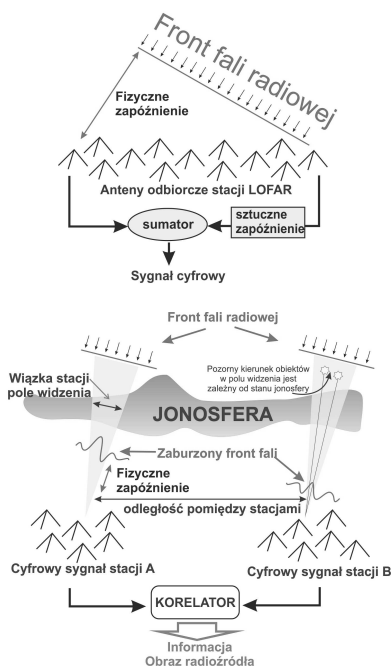 Front fali radiowej
Fizyczne
zapóźnienie
Anteny odbiorcze stacji LOFAR
sumator
sztuczne
zapóźnienie
Sygnał cyfrowy
Front fali radiowej
Pozorny kierunek obiektów
w polu widzenia jest
zależny od stanu jonosfery
Wiązka stacji
pole widzenia
JONOSFERA
Zaburzony front fali
Fizyczne
zapóźnienie
odległość pomiędzy stacjami
Cyfrowy sygnał stacji A
Cyfrowy sygnał stacji B
KORELATOR
Informacja
Obraz radioźródła